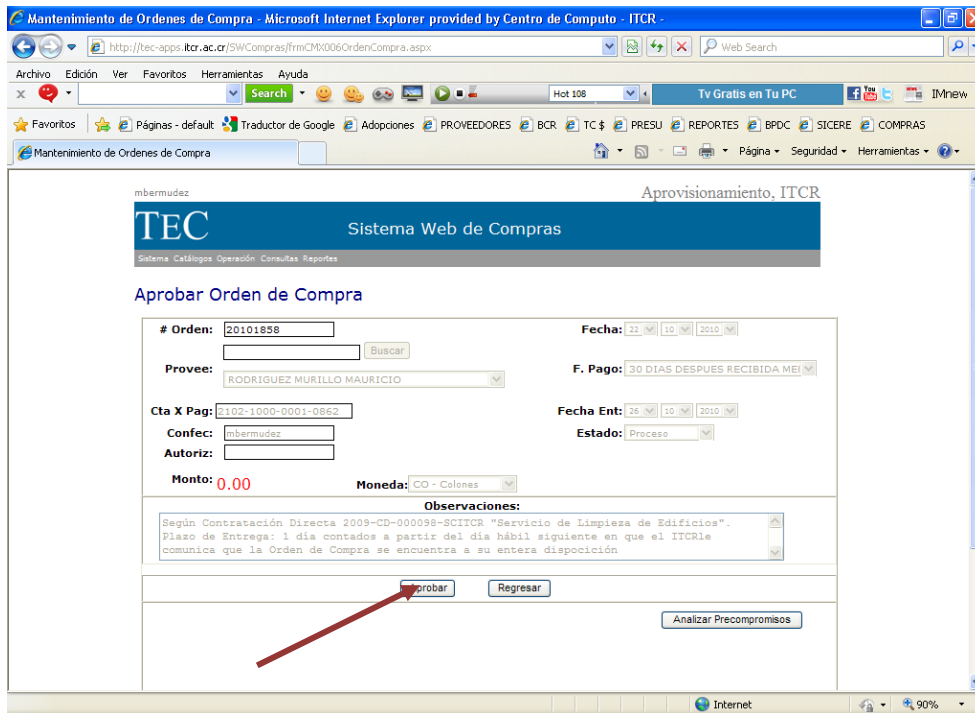 Mantenimiento de Ordenes de Compra - Microsoft Internet Explorer provided by Centro de Computo - ITCR -
http://tec-apps.itcr.ac.cr/SWCompras/frmCMX006OrdenCompra.aspx Web Search
Archivo Edición Ver Favoritos Herramientas Ayuda
x Search Hot 108 Tv Gratis en Tu PC You Tube IMnew
Favoritos Páginas - default Traductor de Google Adopciones PROVEEDORES BCR TC $ PRESU REPORTES BPDC SICERE COMPRAS
Mantenimiento de Ordenes de Compra Página Seguridad Herramientas
mbermudez Aprovisionamiento, ITCR
TEC Sistema Web de Compras
Sistema Catálogos Operación Consultas Reportes
Aprobar Orden de Compra
# Orden: 20101858 Fecha: 22 10 2010
Buscar
Provee: RODRIGUEZ MURILLO MAURICIO F. Pago: 30 DIAS DESPUES RECIBIDA MEI
Cta X Pag: 2102-1000-0001-0862 Fecha Ent: 26 10 2010
Confec: mbermudez Estado: Proceso
Autoriz:
Monto: 0.00 Moneda: CO - Colones
Observaciones:
Según Contratación Directa 2009-CD-000098-SCITCR "Servicio de Limpieza de Edificios".
Plazo de Entrega: 1 día contados a partir del día hábil siguiente en que el ITCRle
comunica que la Orden de Compra se encuentra a su entera dispocición
Aprobar Regresar
Analizar Precompromisos
Internet 90%